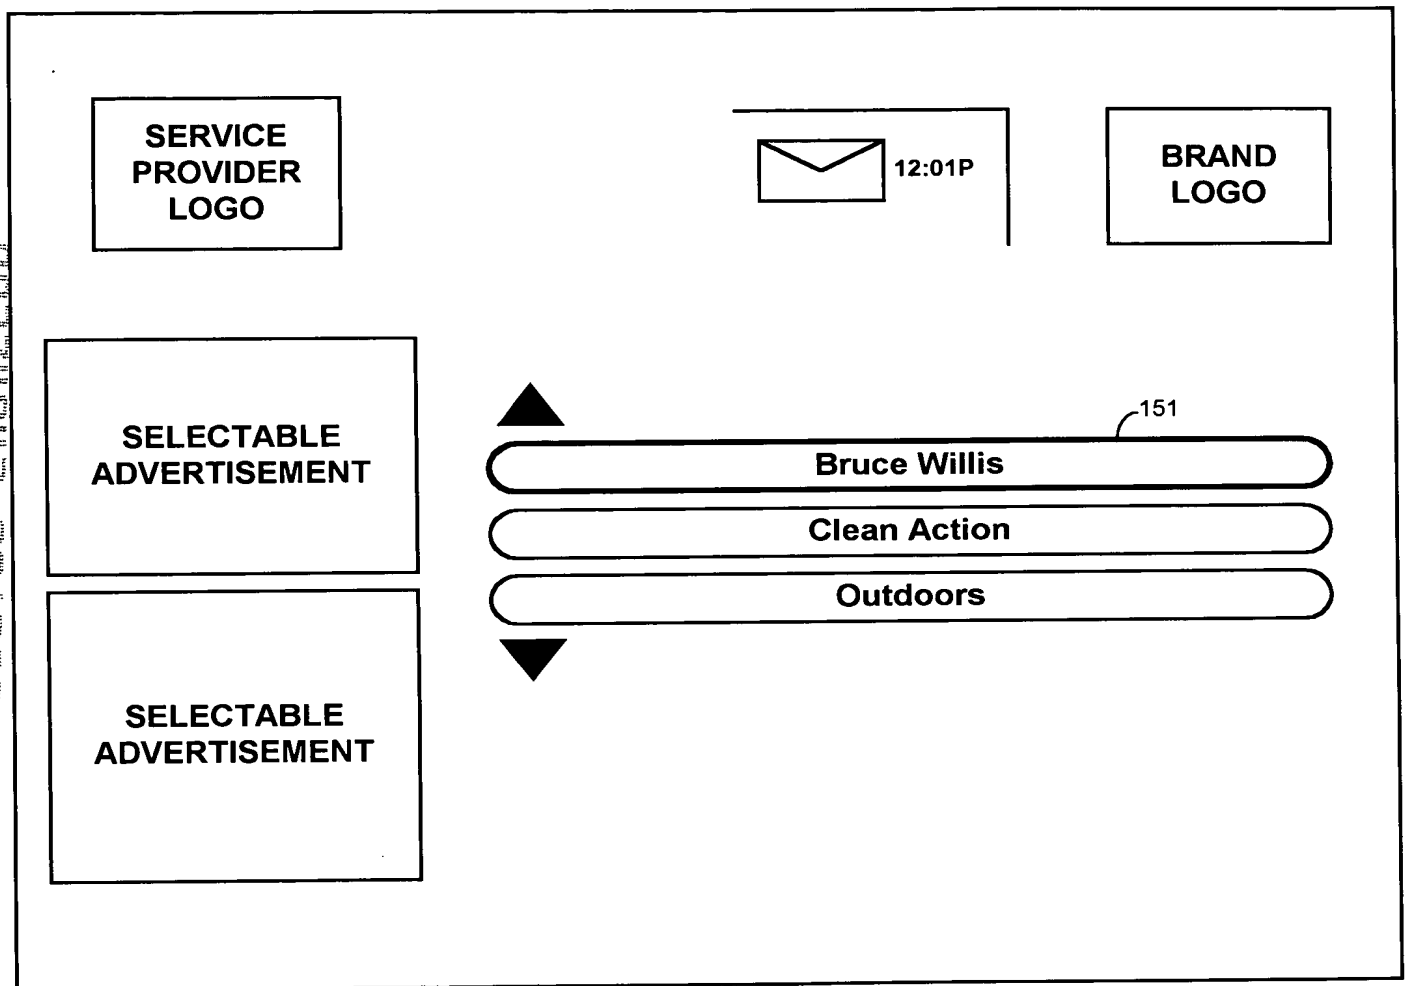 SERVICE
PROVIDER
LOGO
12:01P
BRAND
LOGO
SELECTABLE
ADVERTISEMENT
151
Bruce Willis
Clean Action
Outdoors
SELECTABLE
ADVERTISEMENT